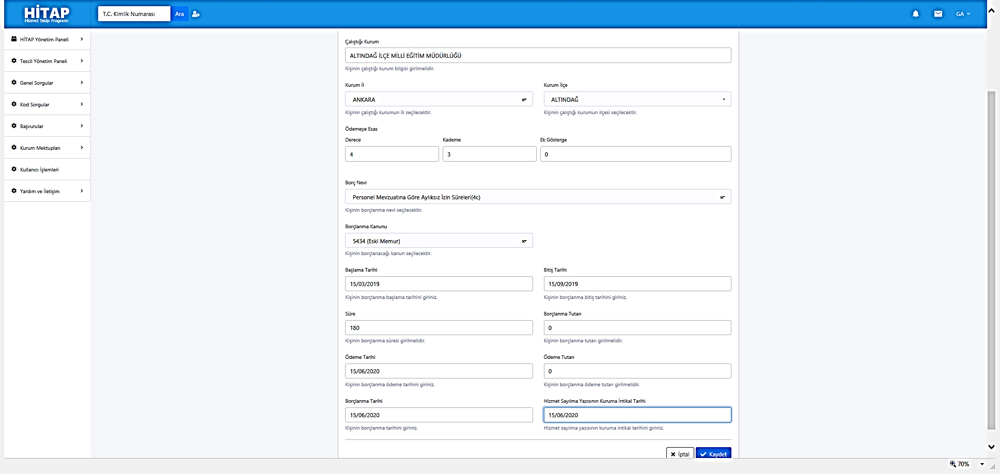 HİTAP
Hizmet Takip Programı
T.C. Kimlik Numarası
Ara
GA
HİTAP Yönetim Paneli
Tescil Yönetim Paneli
Genel Sorgular
Kod Sorgular
Başvurular
Kurum Mektupları
Kullanıcı İşlemleri
Yardım ve İletişim
Çalıştığı Kurum
ALTINDAĞ İLÇE MİLLİ EĞİTİM MÜDÜRLÜĞÜ
Kişinin çalıştığı kurum bilgisi girilmelidir.
Kurum İl Kurum İlçe
ANKARA ALTINDAĞ
Kişinin çalıştığı kurumun ili seçilecektir. Kişinin çalıştığı kurumun ilçesi seçilecektir.
Ödemeye Esas
Derece Kademe Ek Gösterge
4 3 0
Borç Nevi
Personel Mevzuatına Göre Aylıksız İzin Süreleri(4c)
Kişinin borçlanma nevi seçilecektir.
Borçlanma Kanunu
5434 (Eski Memur)
Kişinin borçlanacağı kanun seçilecektir.
Başlama Tarihi Bitiş Tarihi
15/03/2019 15/09/2019
Kişinin borçlanma başlama tarihini giriniz. Kişinin borçlanma bitiş tarihini giriniz.
Süre Borçlanma Tutarı
180 0
Kişinin borçlanma süresi girilmelidir. Kişinin borçlanma tutarı girilmelidir.
Ödeme Tarihi Ödeme Tutarı
15/06/2020 0
Kişinin borçlanma ödeme tarihini giriniz. Kişinin borçlanma ödeme tutarı girilmelidir.
Borçlanma Tarihi Hizmet Sayılma Yazısının Kuruma İntikal Tarihi
15/06/2020 15/06/2020
Kişinin borçlanma tarihini giriniz. Hizmet sayılma yazısının kuruma intikal tarihini giriniz.
İptal Kaydet
70%